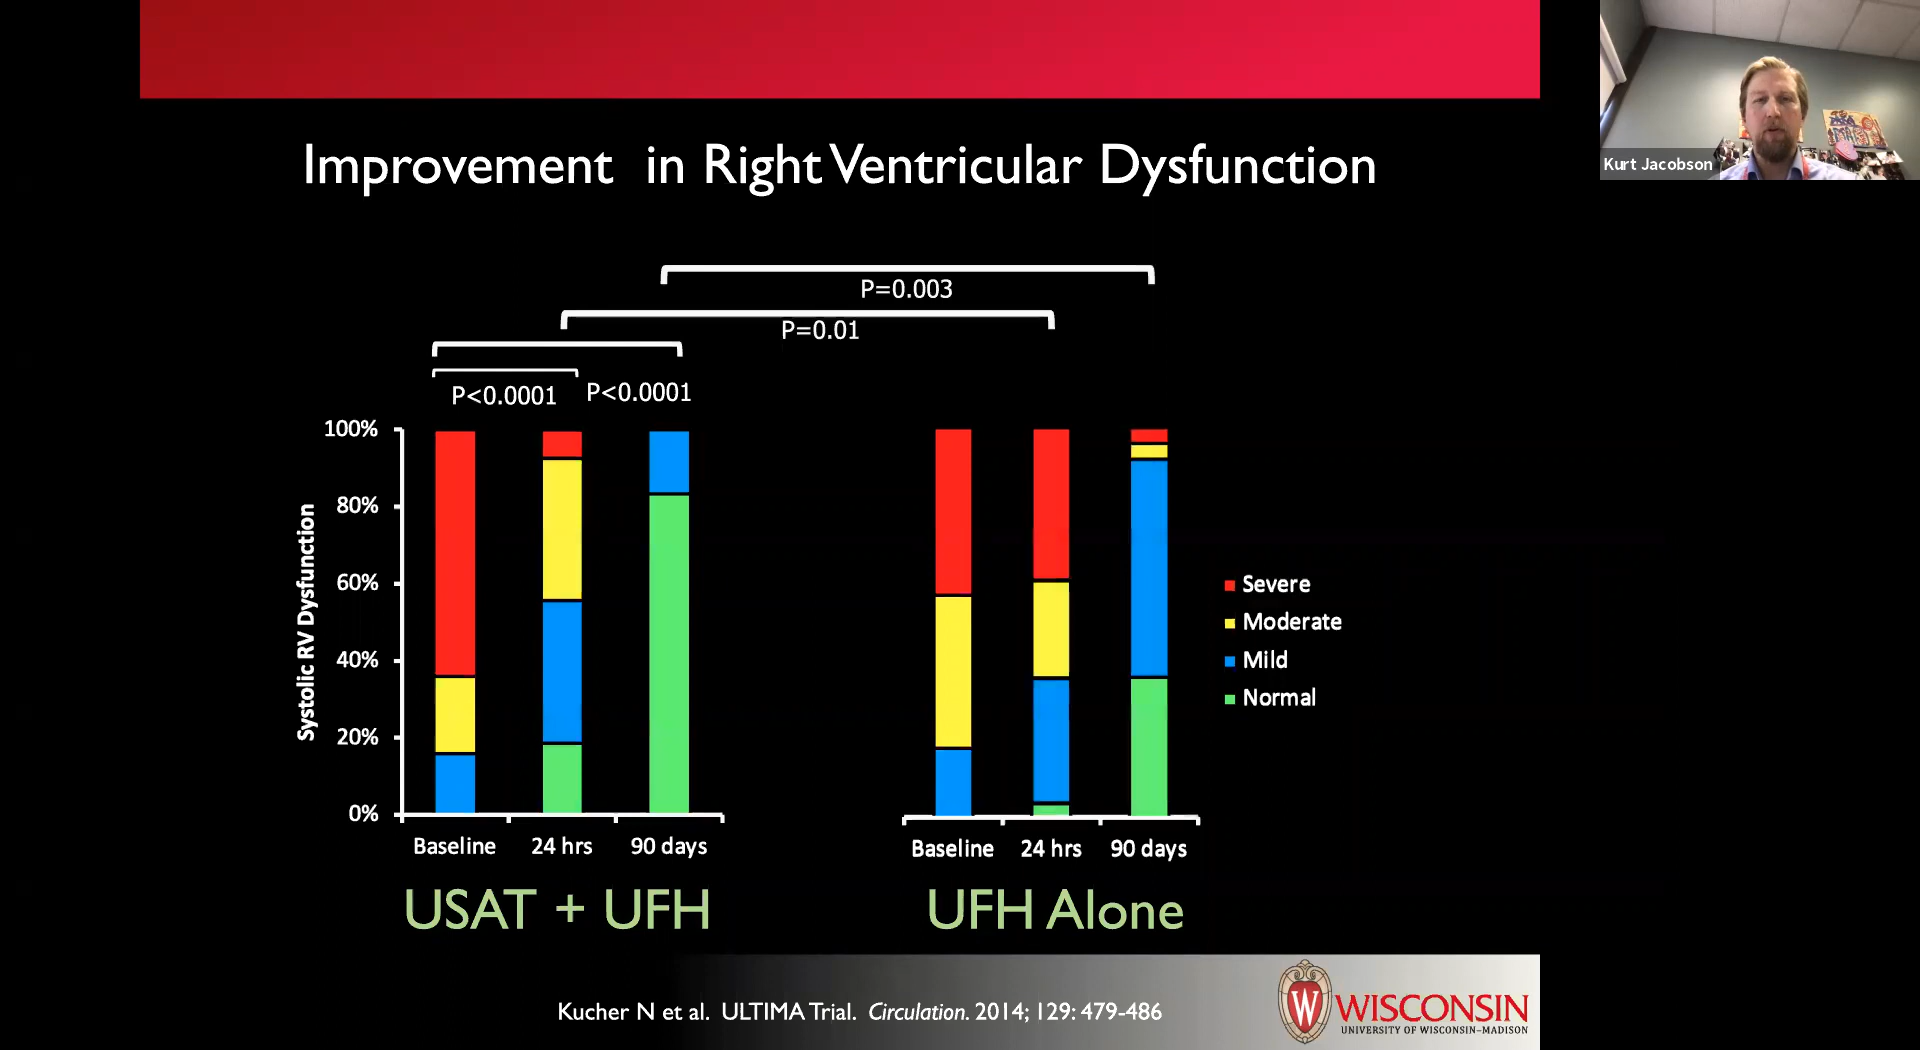 Kurt Jacobson
Improvement in Right Ventricular Dysfunction
P=0.003
P=0.01
P<0.0001 P<0.0001
Systolic RV Dysfunction
100%
80%
60%
40%
20%
0%
Baseline 24 hrs 90 days
USAT + UFH
Baseline 24 hrs 90 days
UFH Alone
Severe
Moderate
Mild
Normal
Kucher N et al. ULTIMA Trial. Circulation. 2014; 129: 479-486
W WISCONSIN
UNIVERSITY OF WISCONSIN–MADISON